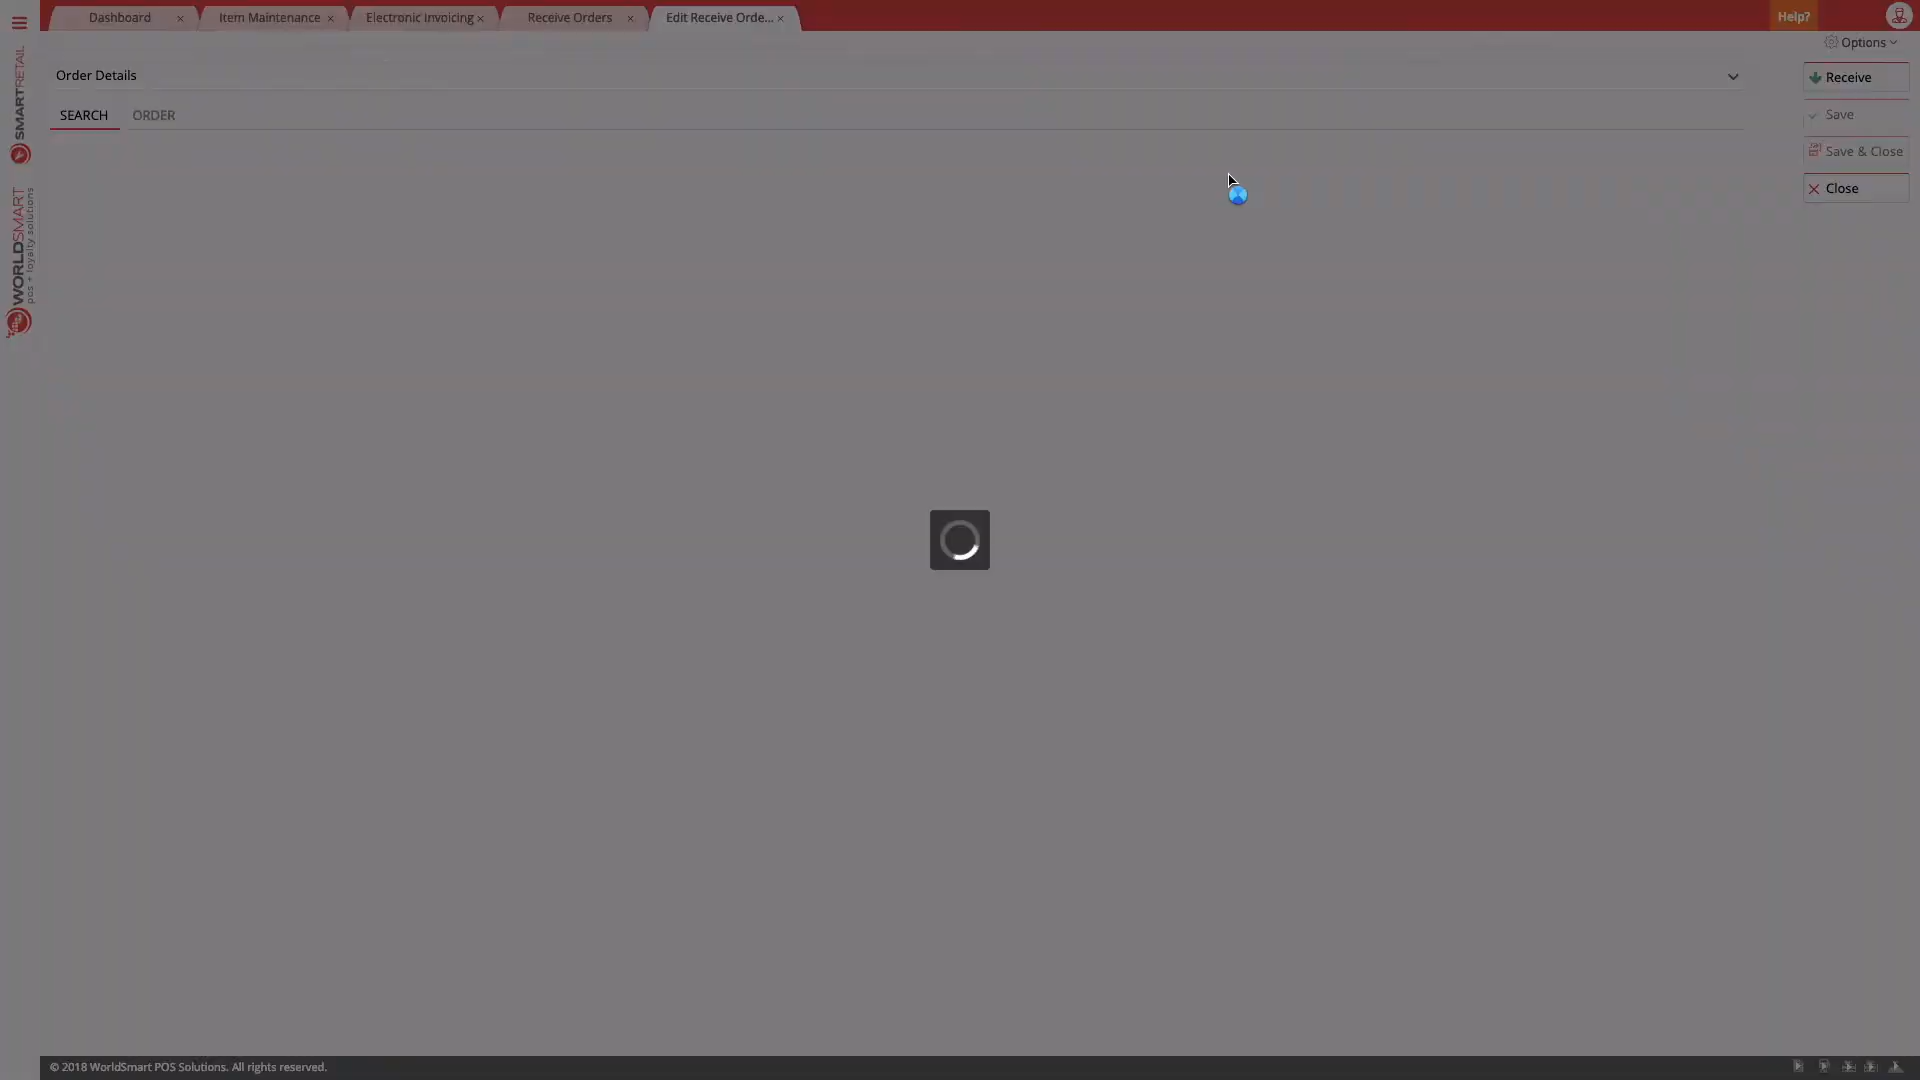 Dashboard × Item Maintenance × Electronic Invoicing × Receive Orders × Edit Receive Orde... × Help?
Options
Order Details
Receive
SEARCH ORDER
Save
Save & Close
Close
SMARTRETAIL
WORLDSMART
pos + loyalty solutions
© 2018 WorldSmart POS Solutions. All rights reserved.